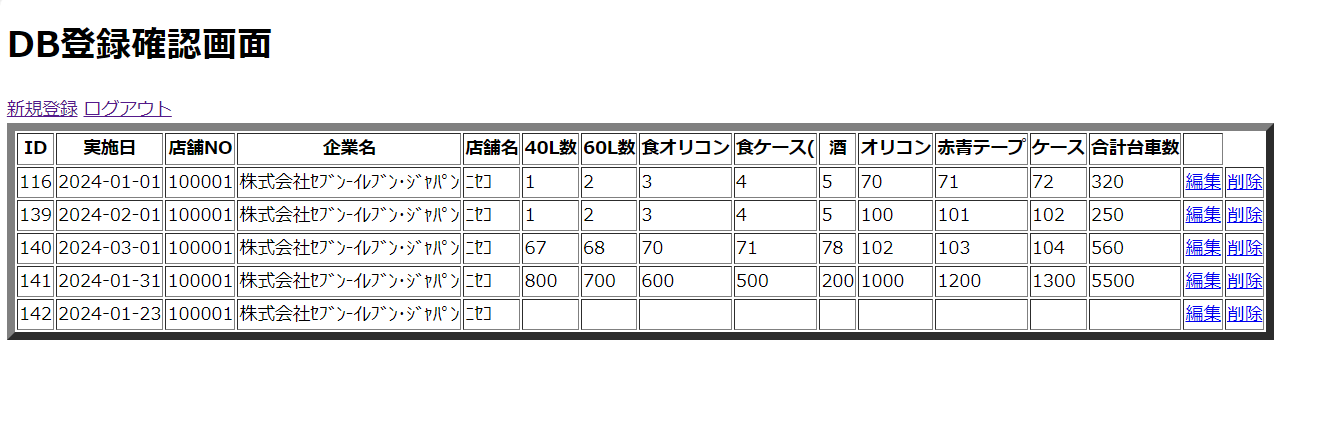 DB登録確認画面
新規登録 ログアウト
ID 実施日 店舗NO 企業名 店舗名 40L数 60L数 食オリコン 食ケース( 酒 オリコン 赤青テープ ケース 合計台車数
116 2024-01-01 100001 株式会社ｾﾌﾞﾝ-ｲﾚﾌﾞﾝ･ｼﾞｬﾊﾟﾝ ﾆｾｺ 1 2 3 4 5 70 71 72 320 編集 削除
139 2024-02-01 100001 株式会社ｾﾌﾞﾝ-ｲﾚﾌﾞﾝ･ｼﾞｬﾊﾟﾝ ﾆｾｺ 1 2 3 4 5 100 101 102 250 編集 削除
140 2024-03-01 100001 株式会社ｾﾌﾞﾝ-ｲﾚﾌﾞﾝ･ｼﾞｬﾊﾟﾝ ﾆｾｺ 67 68 70 71 78 102 103 104 560 編集 削除
141 2024-01-31 100001 株式会社ｾﾌﾞﾝ-ｲﾚﾌﾞﾝ･ｼﾞｬﾊﾟﾝ ﾆｾｺ 800 700 600 500 200 1000 1200 1300 5500 編集 削除
142 2024-01-23 100001 株式会社ｾﾌﾞﾝ-ｲﾚﾌﾞﾝ･ｼﾞｬﾊﾟﾝ ﾆｾｺ 編集 削除